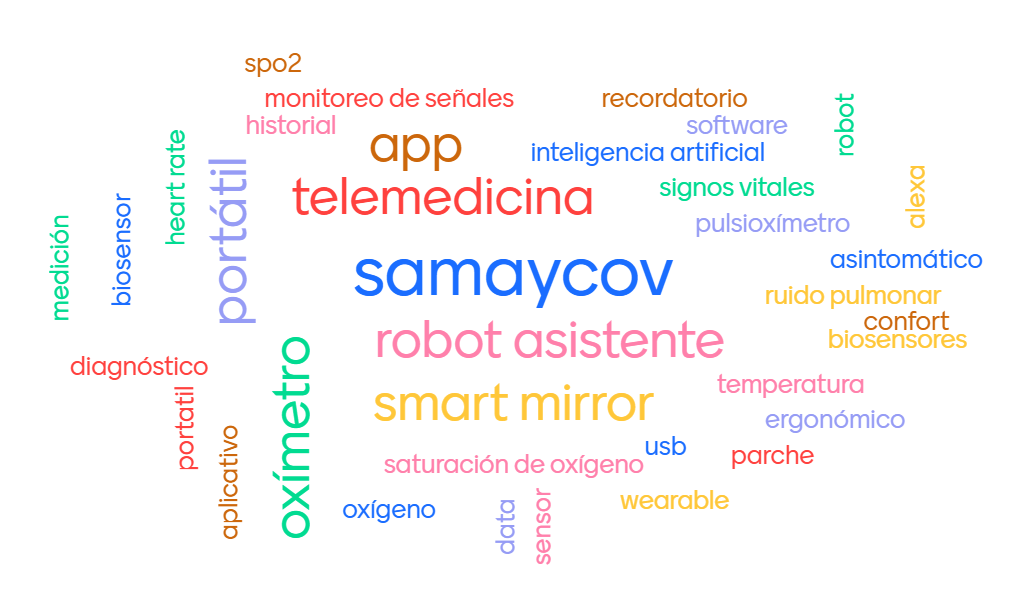 spo2
monitoreo de señales
recordatorio
historial
software
robot
app
inteligencia artificial
heart rate
portátil
telemedicina
signos vitales
alexa
pulsioxímetro
medición
biosensor
samaycov
asintomático
ruido pulmonar
confort
robot asistente
biosensores
diagnóstico
oxímetro
smart mirror
temperatura
portatil
ergonómico
aplicativo
usb
parche
saturación de oxígeno
wearable
oxígeno
data
sensor